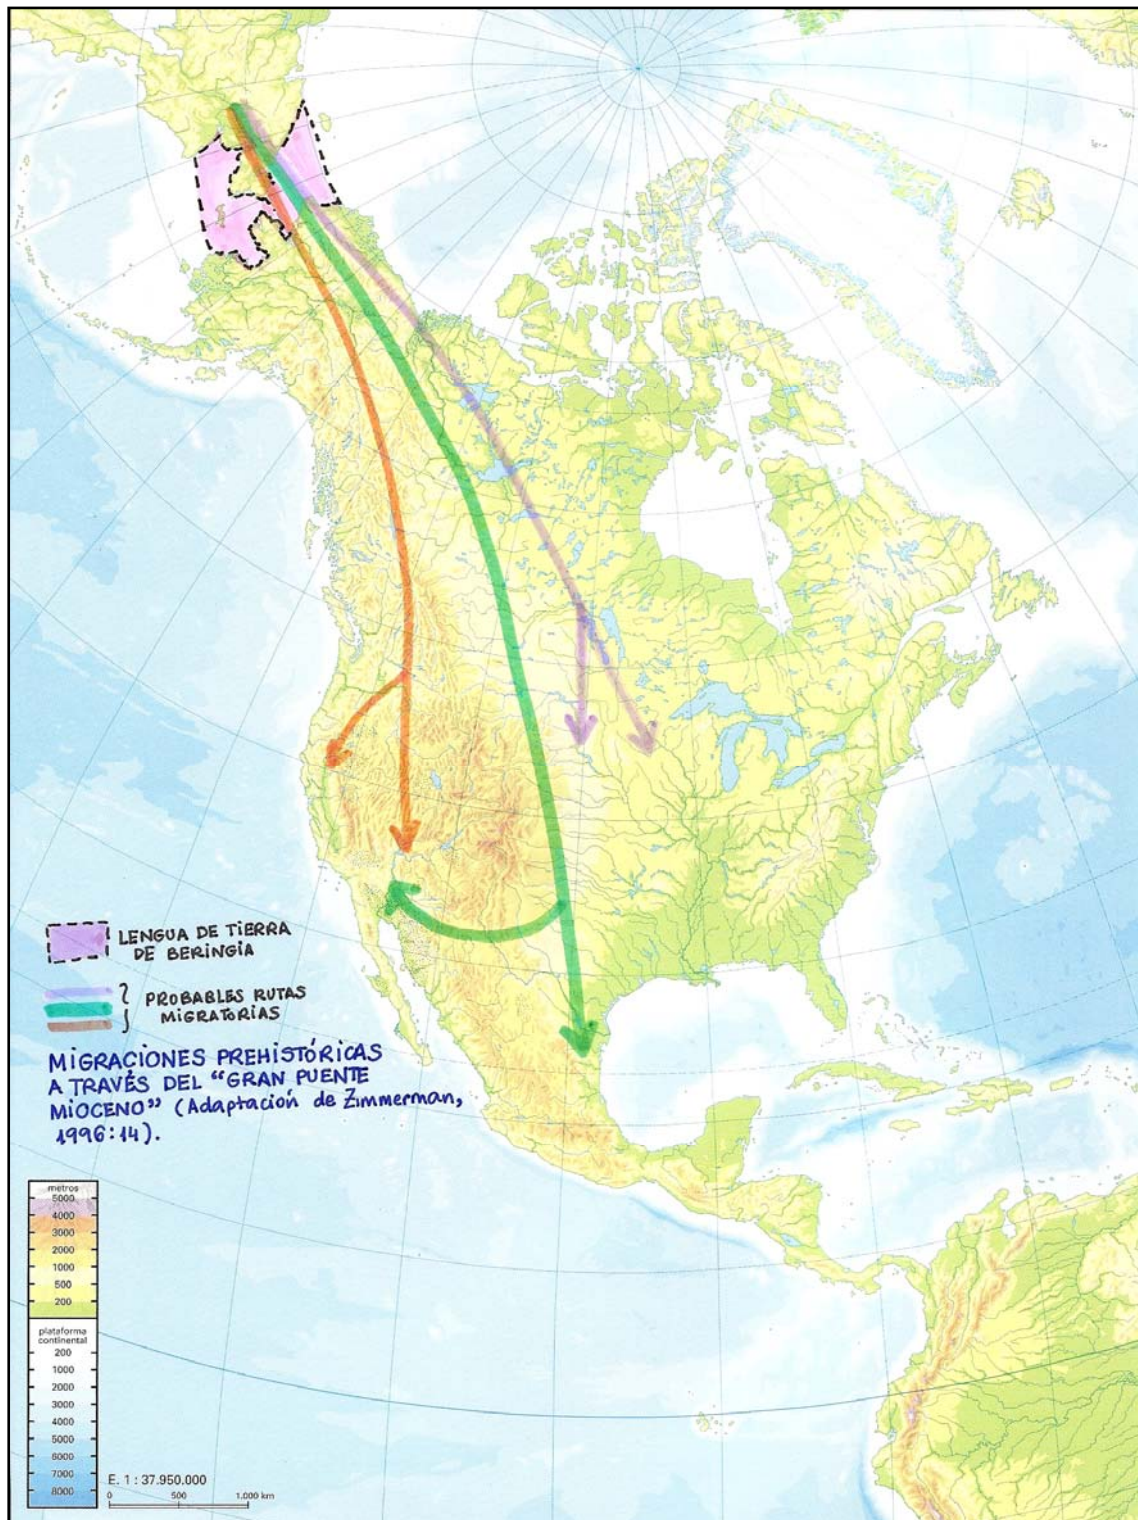 LENGUA DE TIERRA
DE BERINGIA
PROBABLES RUTAS
MIGRATORIAS
MIGRACIONES PREHISTÓRICAS
A TRAVÉS DEL "GRAN PUENTE
MIOCENO" (Adaptación de Zimmerman,
1996:14).
metros
5000
4000
3000
2000
1000
500
200
plataforma
continental
200
1000
2000
3000
4000
5000
6000
7000
8000
E. 1 : 37.950.000
0 500 1.000 km